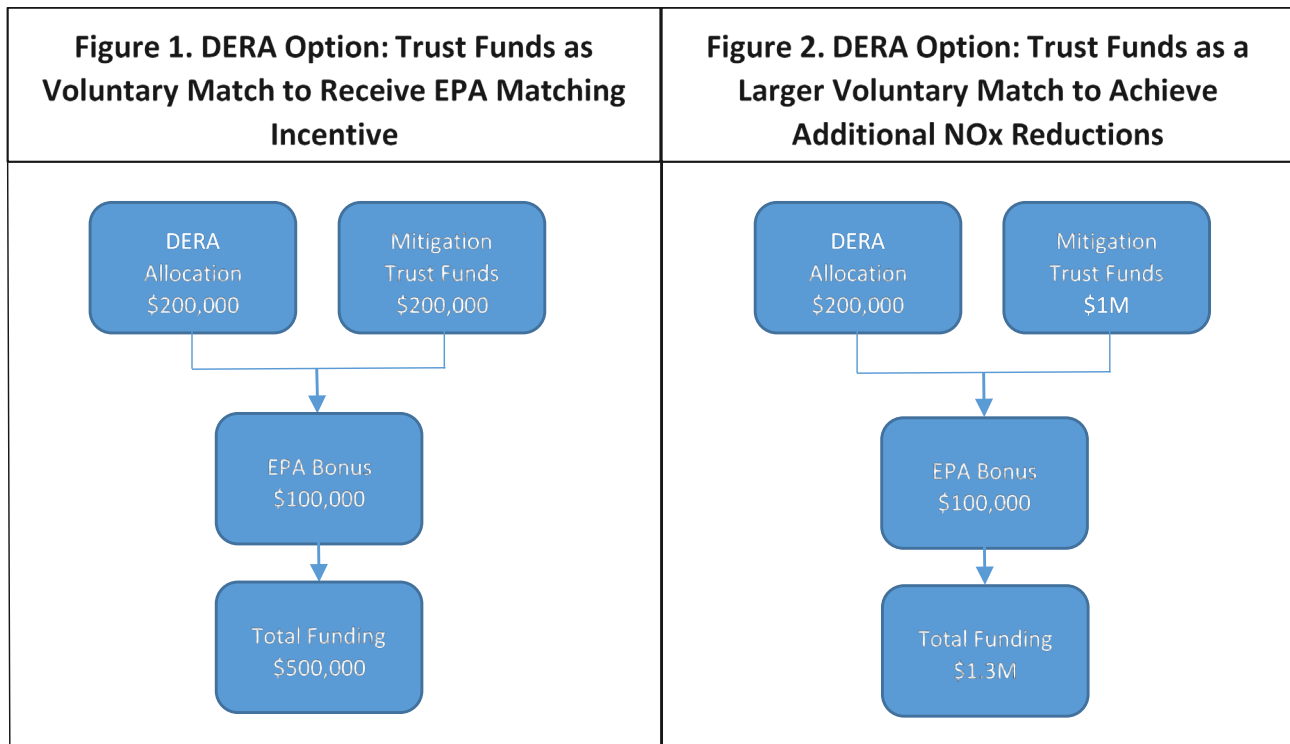 Figure 1. DERA Option: Trust Funds as
Voluntary Match to Receive EPA Matching
Incentive
Figure 2. DERA Option: Trust Funds as a
Larger Voluntary Match to Achieve
Additional NOx Reductions
DERA
Allocation
$200,000
Mitigation
Trust Funds
$200,000
EPA Bonus
$100,000
Total Funding
$500,000
DERA
Allocation
$200,000
Mitigation
Trust Funds
$1M
EPA Bonus
$100,000
Total Funding
$1.3M